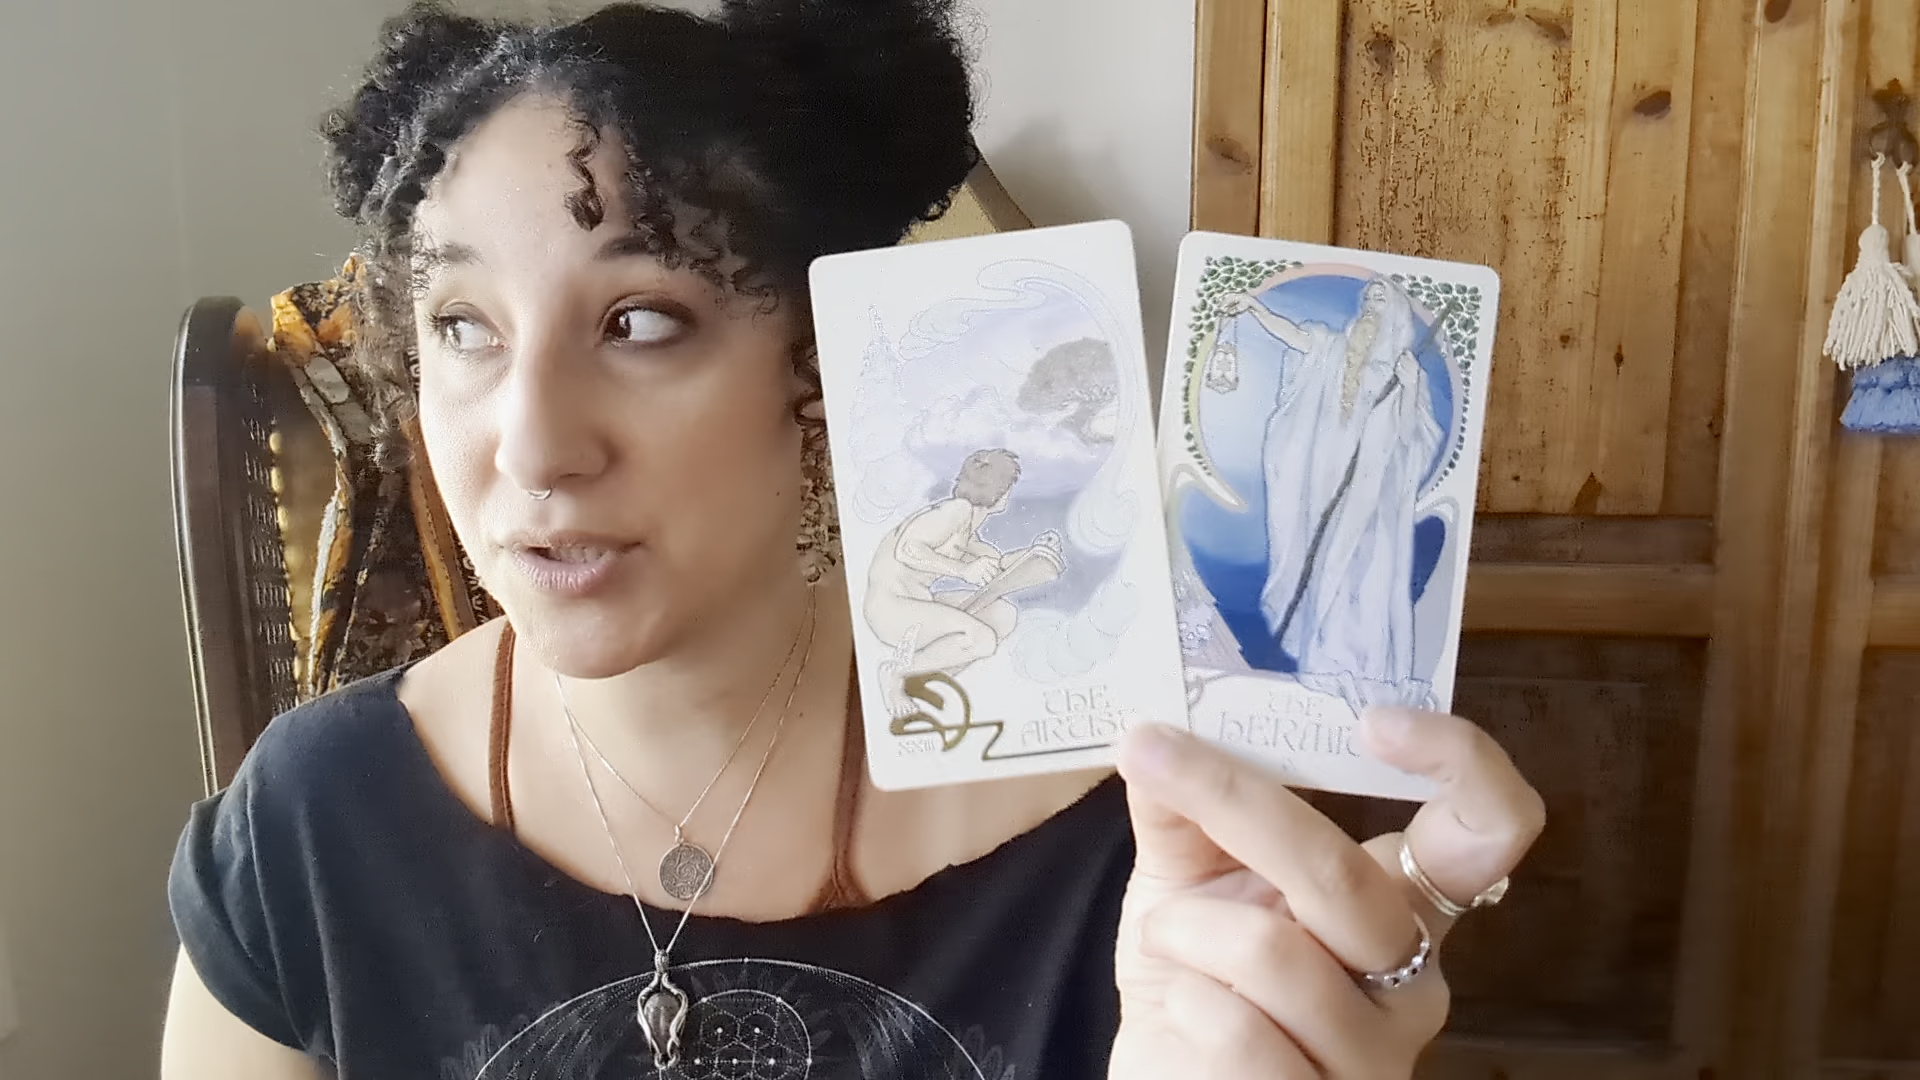 THE
ARTIST
XXIII
THE
HERMIT